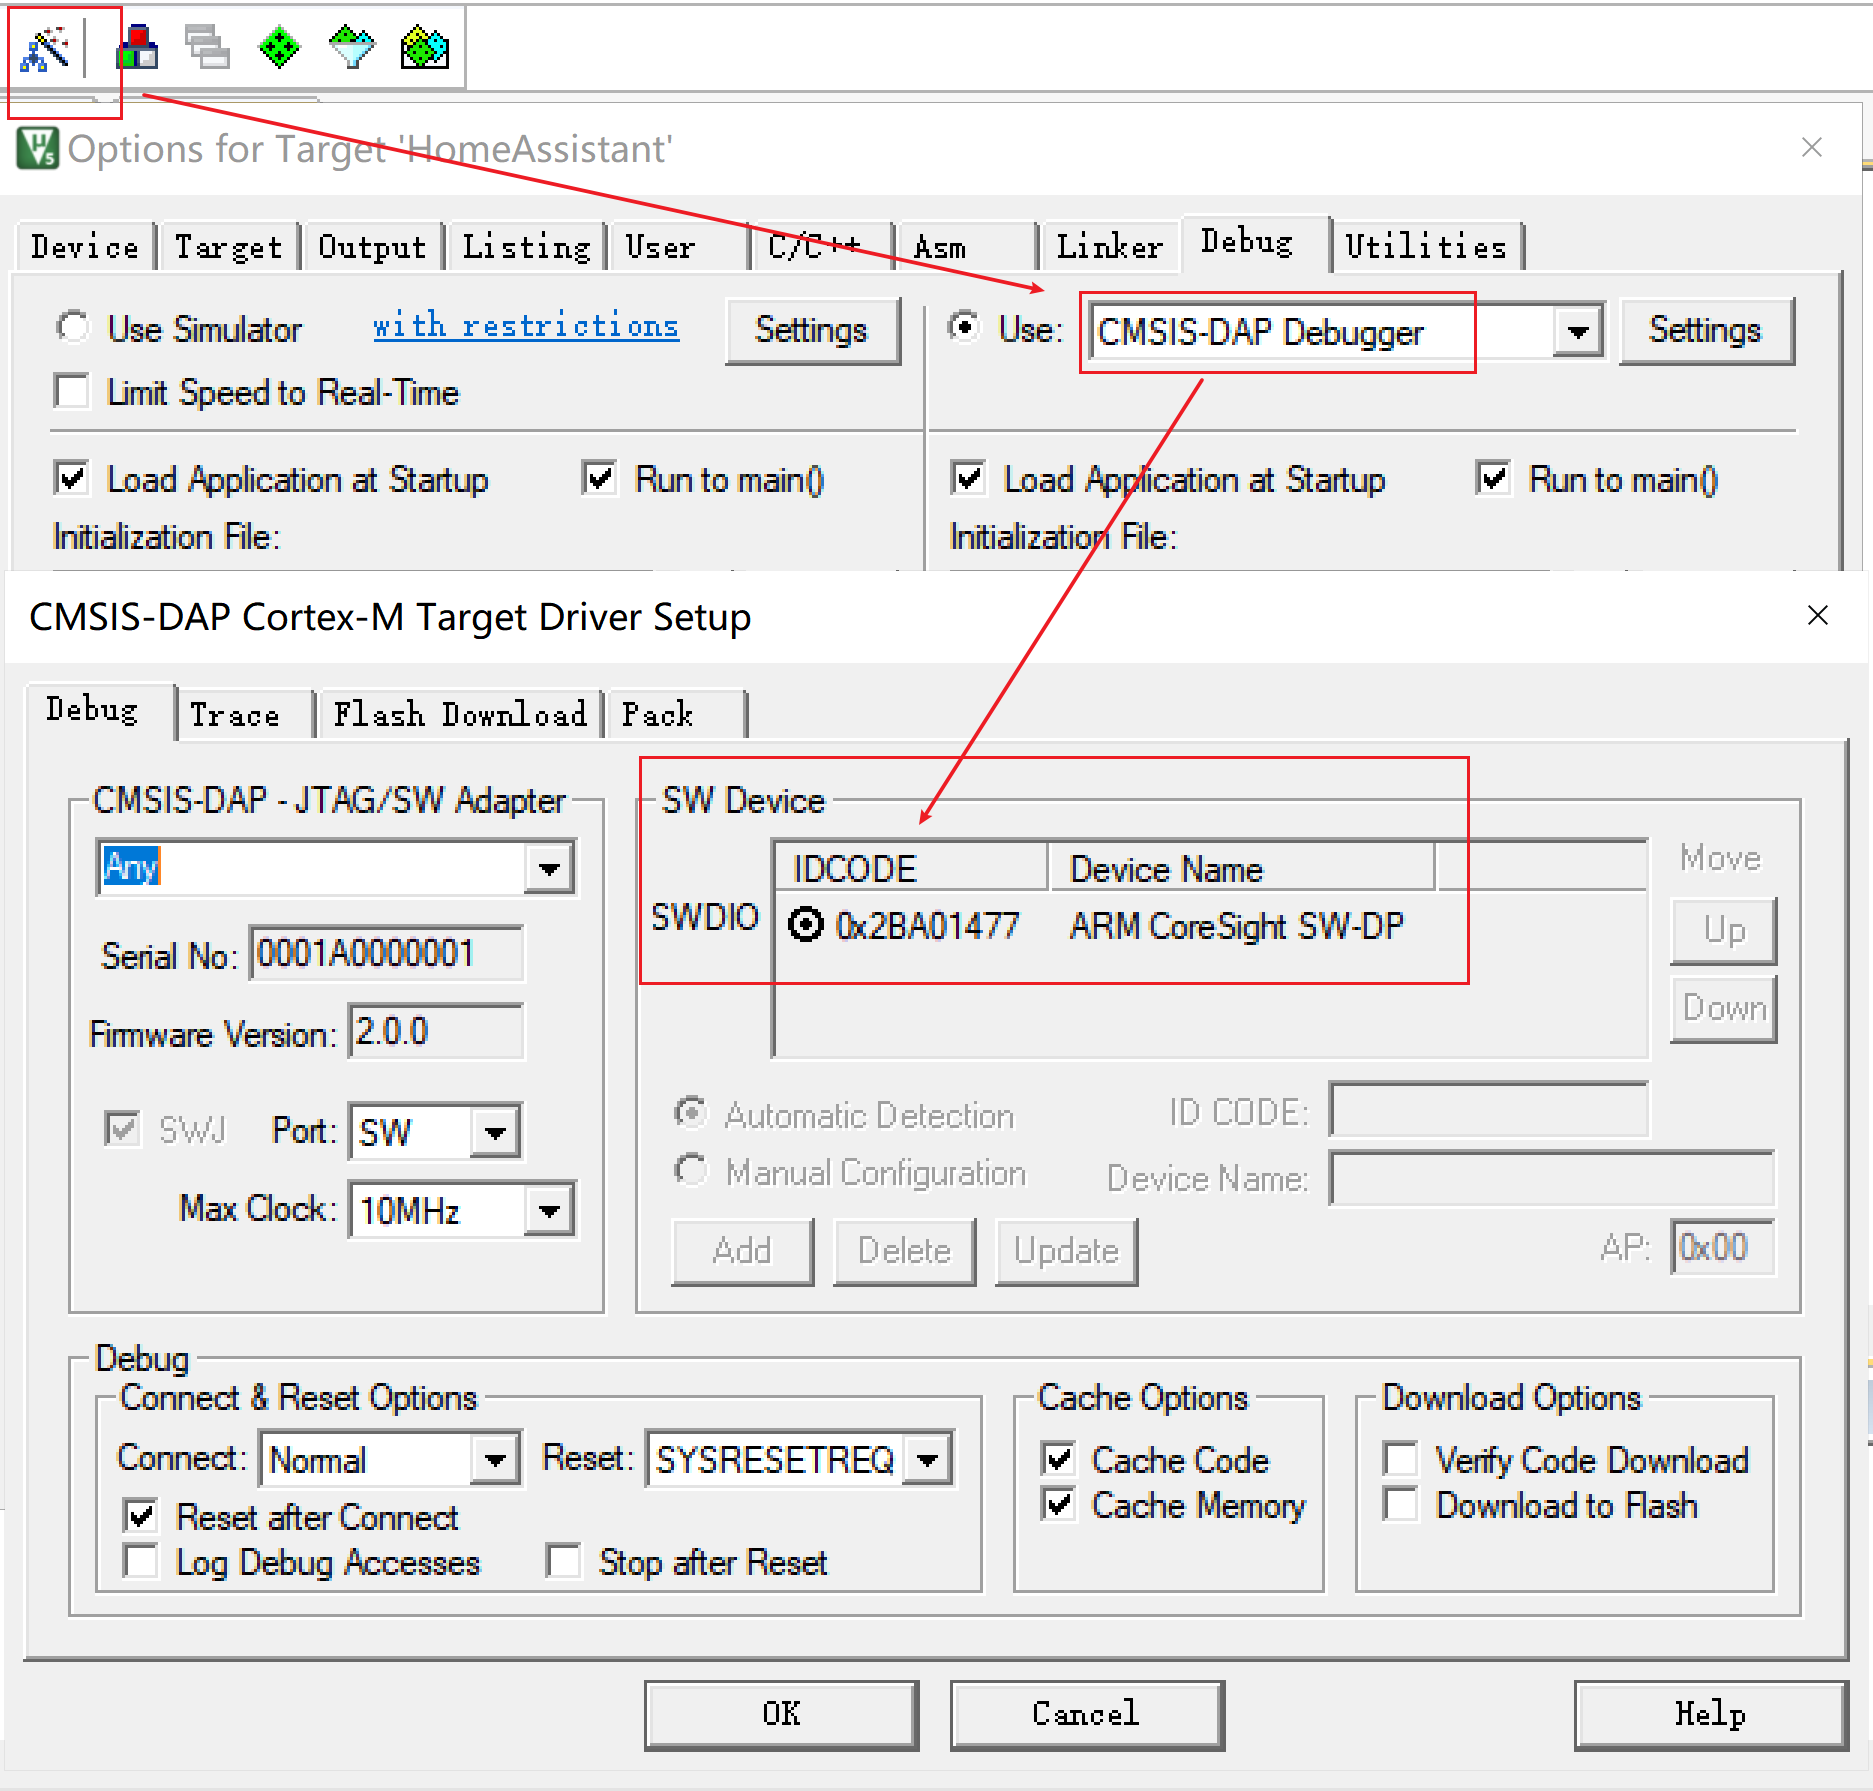 Options for Target 'HomeAssistant'
Device Target Output Listing User C/C++ Asm Linker Debug Utilities
Use Simulator with restrictions Settings Use: CMSIS-DAP Debugger Settings
Limit Speed to Real-Time
Load Application at Startup Run to main() Load Application at Startup Run to main()
Initialization File: Initialization File:
CMSIS-DAP Cortex-M Target Driver Setup
Debug Trace Flash Download Pack
CMSIS-DAP - JTAG/SW Adapter SW Device
Any IDCODE Device Name Move
SWDIO 0x2BA01477 ARM CoreSight SW-DP Up
Serial No: 0001A0000001
Down
Firmware Version: 2.0.0
SWJ Port: SW Automatic Detection ID CODE:
Manual Configuration Device Name:
Max Clock: 10MHz
Add Delete Update AP: 0x00
Debug
Connect & Reset Options Cache Options Download Options
Connect: Normal Reset: SYSRESETREQ Cache Code Verify Code Download
Reset after Connect Cache Memory Download to Flash
Log Debug Accesses Stop after Reset
OK Cancel Help